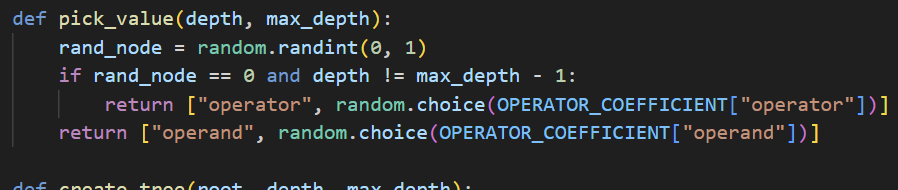 def pick_value(depth, max_depth):
    rand_node = random.randint(0, 1)
    if rand_node == 0 and depth != max_depth - 1:
        return ["operator", random.choice(OPERATOR_COEFFICIENT["operator"])]
    return ["operand", random.choice(OPERATOR_COEFFICIENT["operand"])]
def create_tree(root, depth, max_depth):